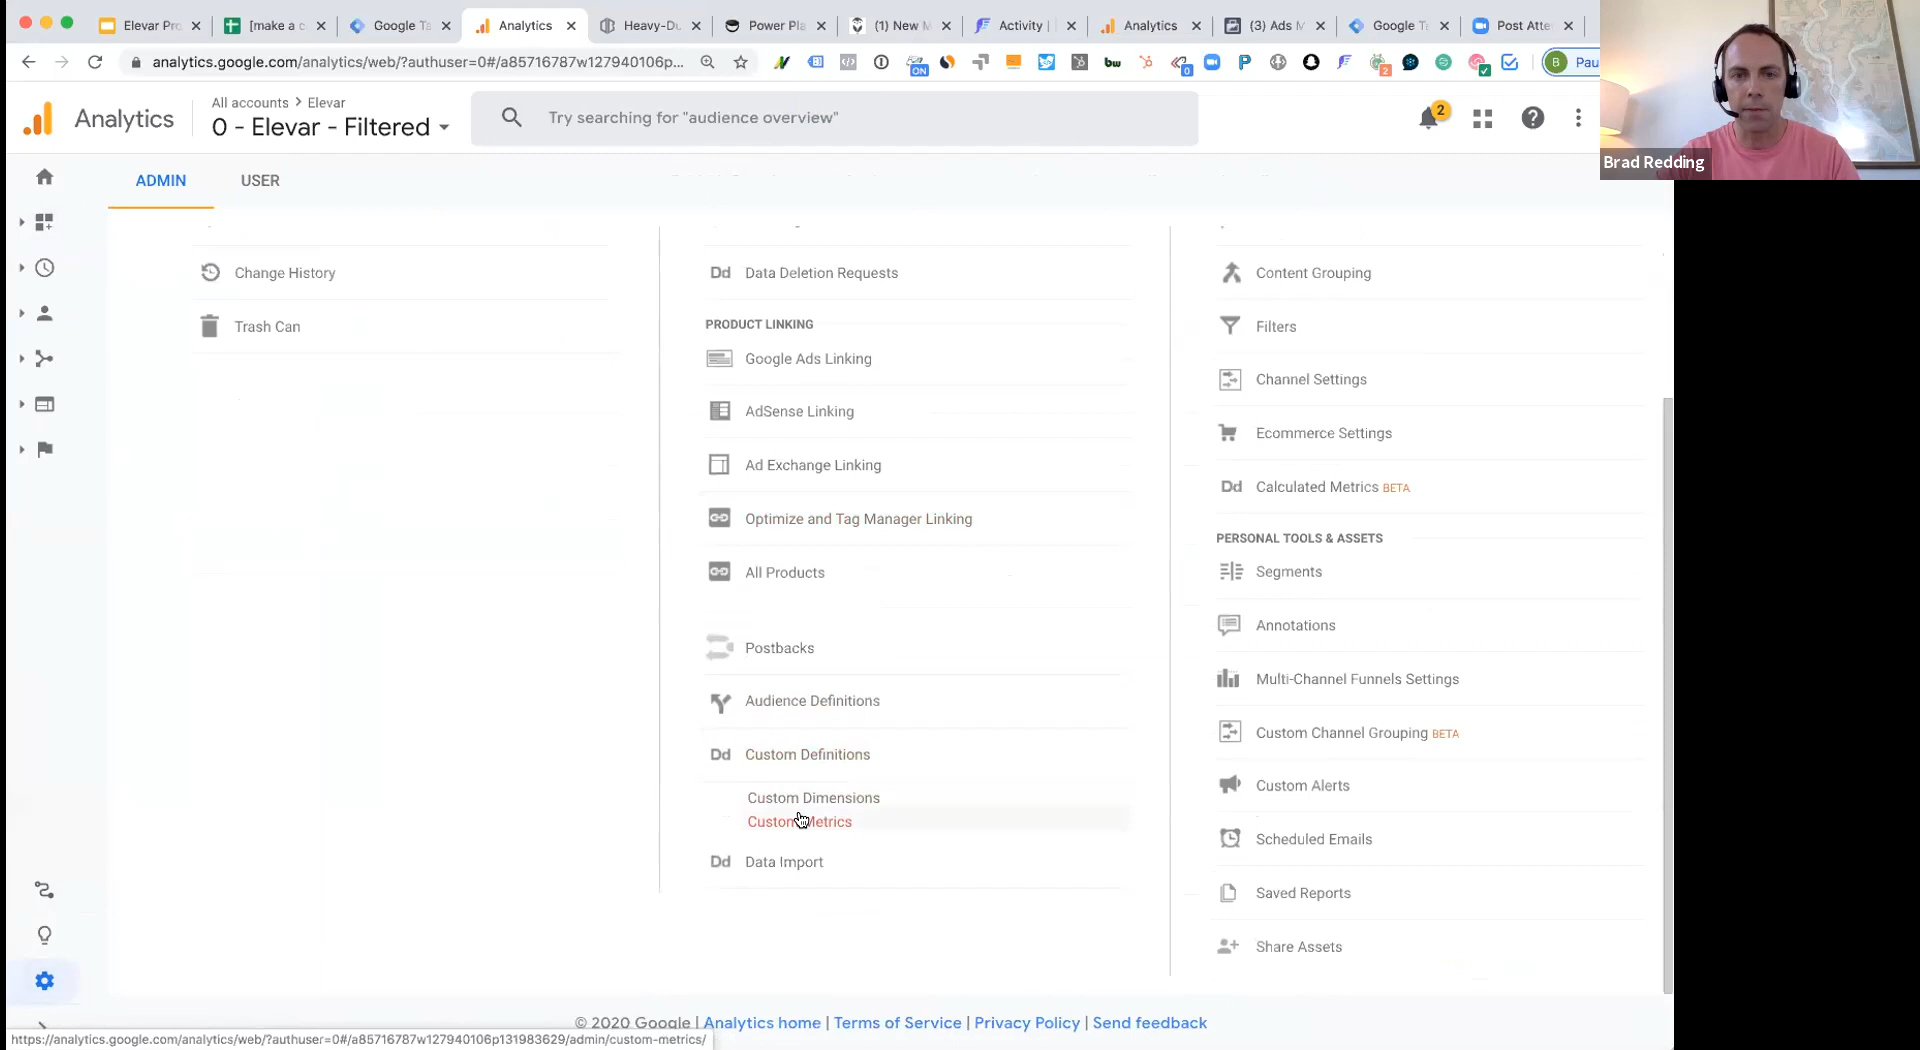 Elevar Pro
[make a c
Google Ta
Analytics
Heavy-Du
Power Pla
(1) New M
Activity |
Analytics
(3) Ads M
Google Ta
Post Atte
analytics.google.com/analytics/web/?authuser=0#/a85716787w127940106p...
ON
bw
0
P
2
B Pau
Analytics
All accounts > Elevar
0 - Elevar - Filtered
Try searching for "audience overview"
2
Brad Redding
ADMIN
USER
Change History
Trash Can
Dd Data Deletion Requests
PRODUCT LINKING
Google Ads Linking
AdSense Linking
Ad Exchange Linking
Optimize and Tag Manager Linking
All Products
Postbacks
Audience Definitions
Dd Custom Definitions
Custom Dimensions
Custom Metrics
Dd Data Import
Content Grouping
Filters
Channel Settings
Ecommerce Settings
Dd Calculated Metrics BETA
PERSONAL TOOLS & ASSETS
Segments
Annotations
Multi-Channel Funnels Settings
Custom Channel Grouping BETA
Custom Alerts
Scheduled Emails
Saved Reports
Share Assets
© 2020 Google | Analytics home | Terms of Service | Privacy Policy | Send feedback
https://analytics.google.com/analytics/web/?authuser=0#/a85716787w127940106p131983629/admin/custom-metrics/